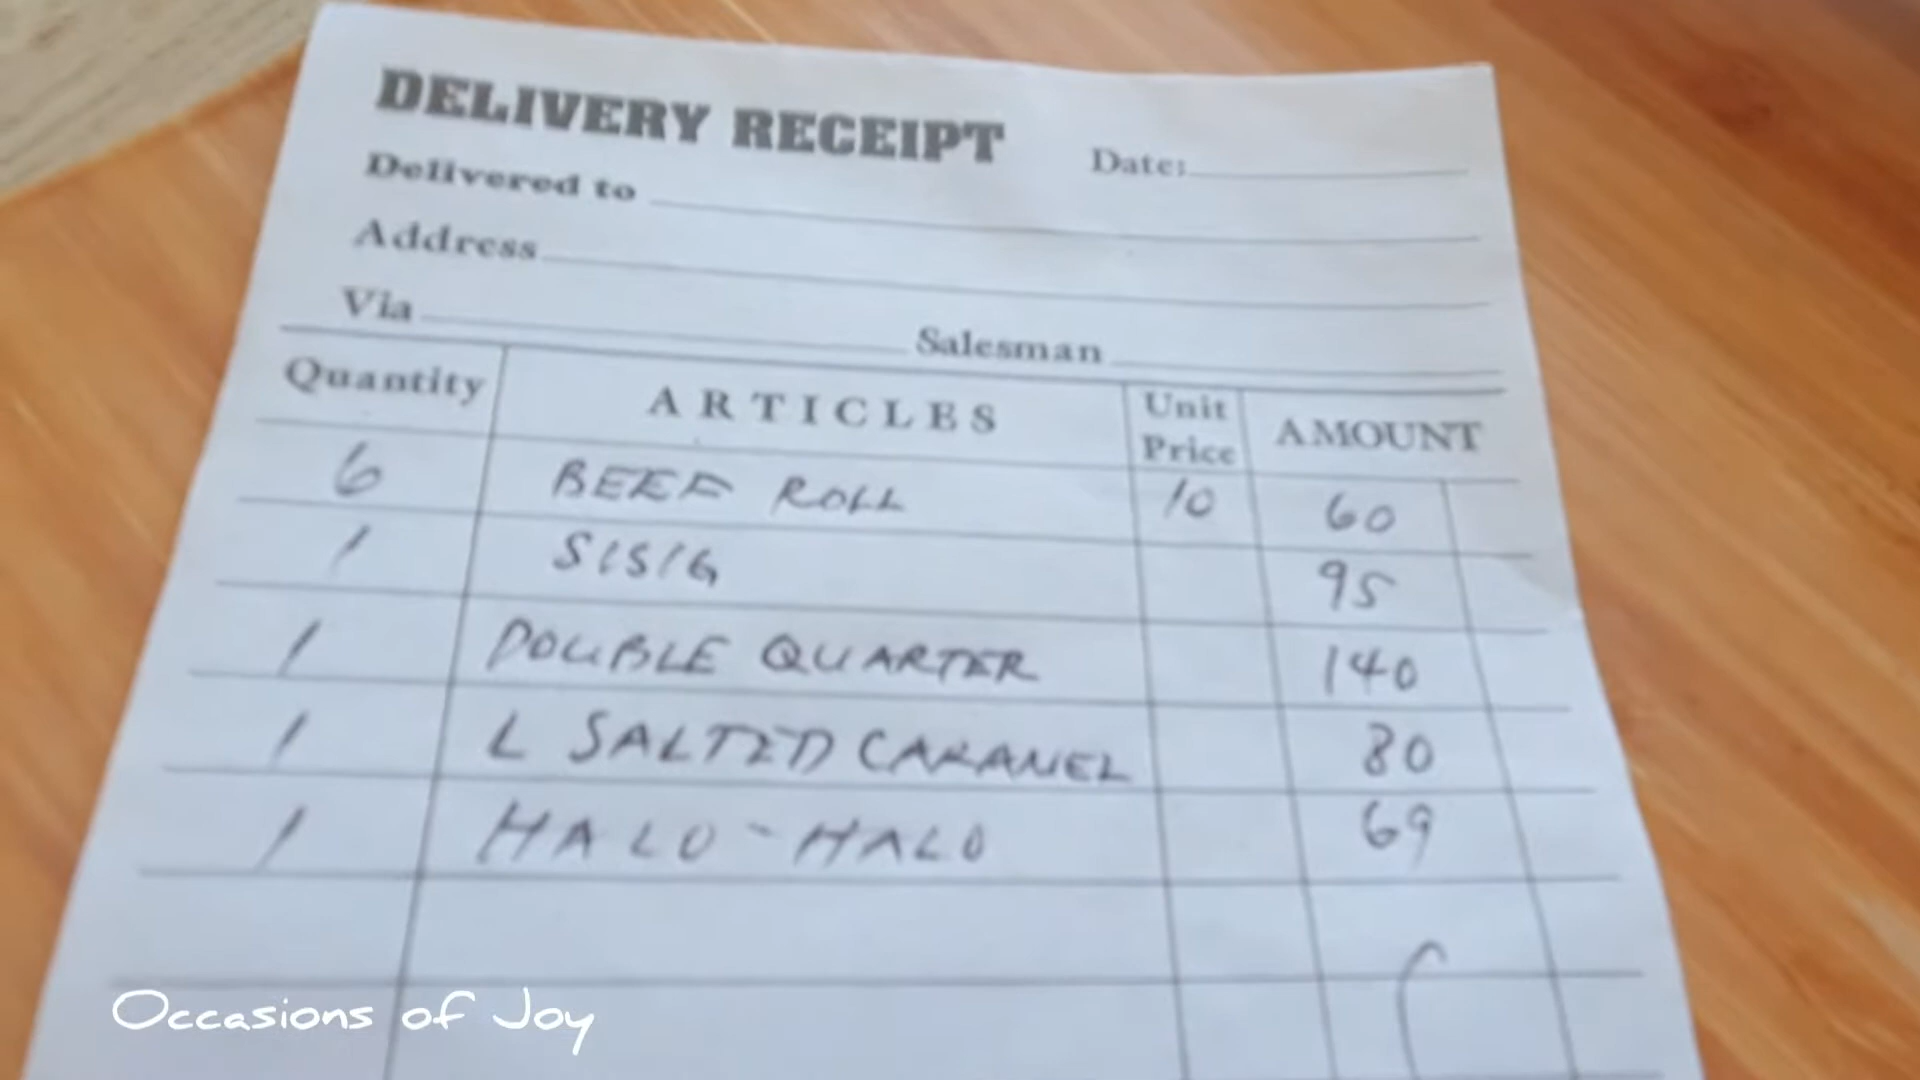 DELIVERY RECEIPT
Date:
Delivered to
Address
Via Salesman
Quantity ARTICLES Unit Price AMOUNT
6 BEEF ROLL 10 60
1 SISIG 95
1 DOUBLE QUARTER 140
1 L SALTED CARAMEL 80
1 HALO-HALO 69
Occasions of Joy